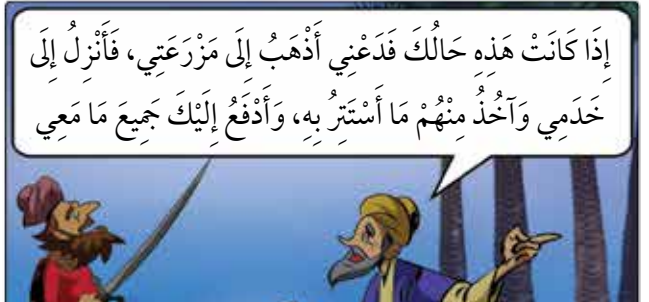 إِذَا كَانَتْ هَذِهِ حَالُكَ فَدَعْنِي أَذْهَبُ إِلَى مَزْرَعَتِي، فَأَنْزِلُ إِلَى
خَدَمِي وَآخُذُ مِنْهُمْ مَا أَسْتَتِرُ بِهِ، وَأَدْفَعُ إِلَيْكَ جَمِيعَ مَا مَعِي